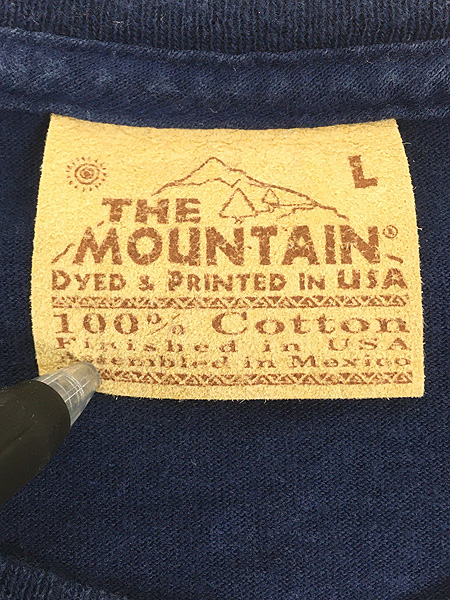 L
THE
MOUNTAIN®
DYED & PRINTED IN USA
100% Cotton
Finished in USA
Assembled in Mexico